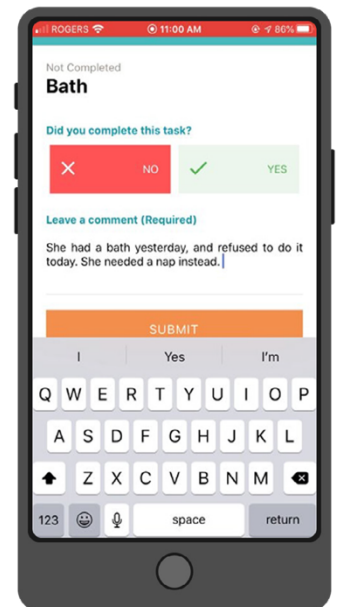 ROGERS 11:00 AM 86%
Not Completed
Bath
Did you complete this task?
NO YES
Leave a comment (Required)
She had a bath yesterday, and refused to do it
today. She needed a nap instead.
SUBMIT
I Yes I'm
Q W E R T Y U I O P
A S D F G H J K L
Z X C V B N M
123 space return